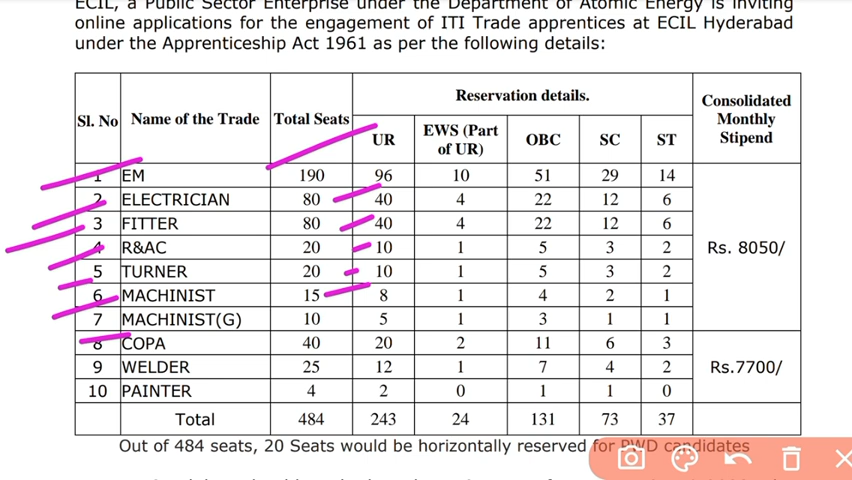 ECIL, a Public Sector Enterprise under the Department of Atomic Energy is inviting
online applications for the engagement of ITI Trade apprentices at ECIL Hyderabad
under the Apprenticeship Act 1961 as per the following details:
Sl. No Name of the Trade Total Seats Reservation details. Consolidated Monthly Stipend
UR EWS (Part of UR) OBC SC ST
1 EM 190 96 10 51 29 14
2 ELECTRICIAN 80 40 4 22 12 6
3 FITTER 80 40 4 22 12 6
4 R&AC 20 10 1 5 3 2 Rs. 8050/
5 TURNER 20 10 1 5 3 2
6 MACHINIST 15 8 1 4 2 1
7 MACHINIST(G) 10 5 1 3 1 1
8 COPA 40 20 2 11 6 3
9 WELDER 25 12 1 7 4 2 Rs.7700/
10 PAINTER 4 2 0 1 1 0
Total 484 243 24 131 73 37
Out of 484 seats, 20 Seats would be horizontally reserved for PWD candidates